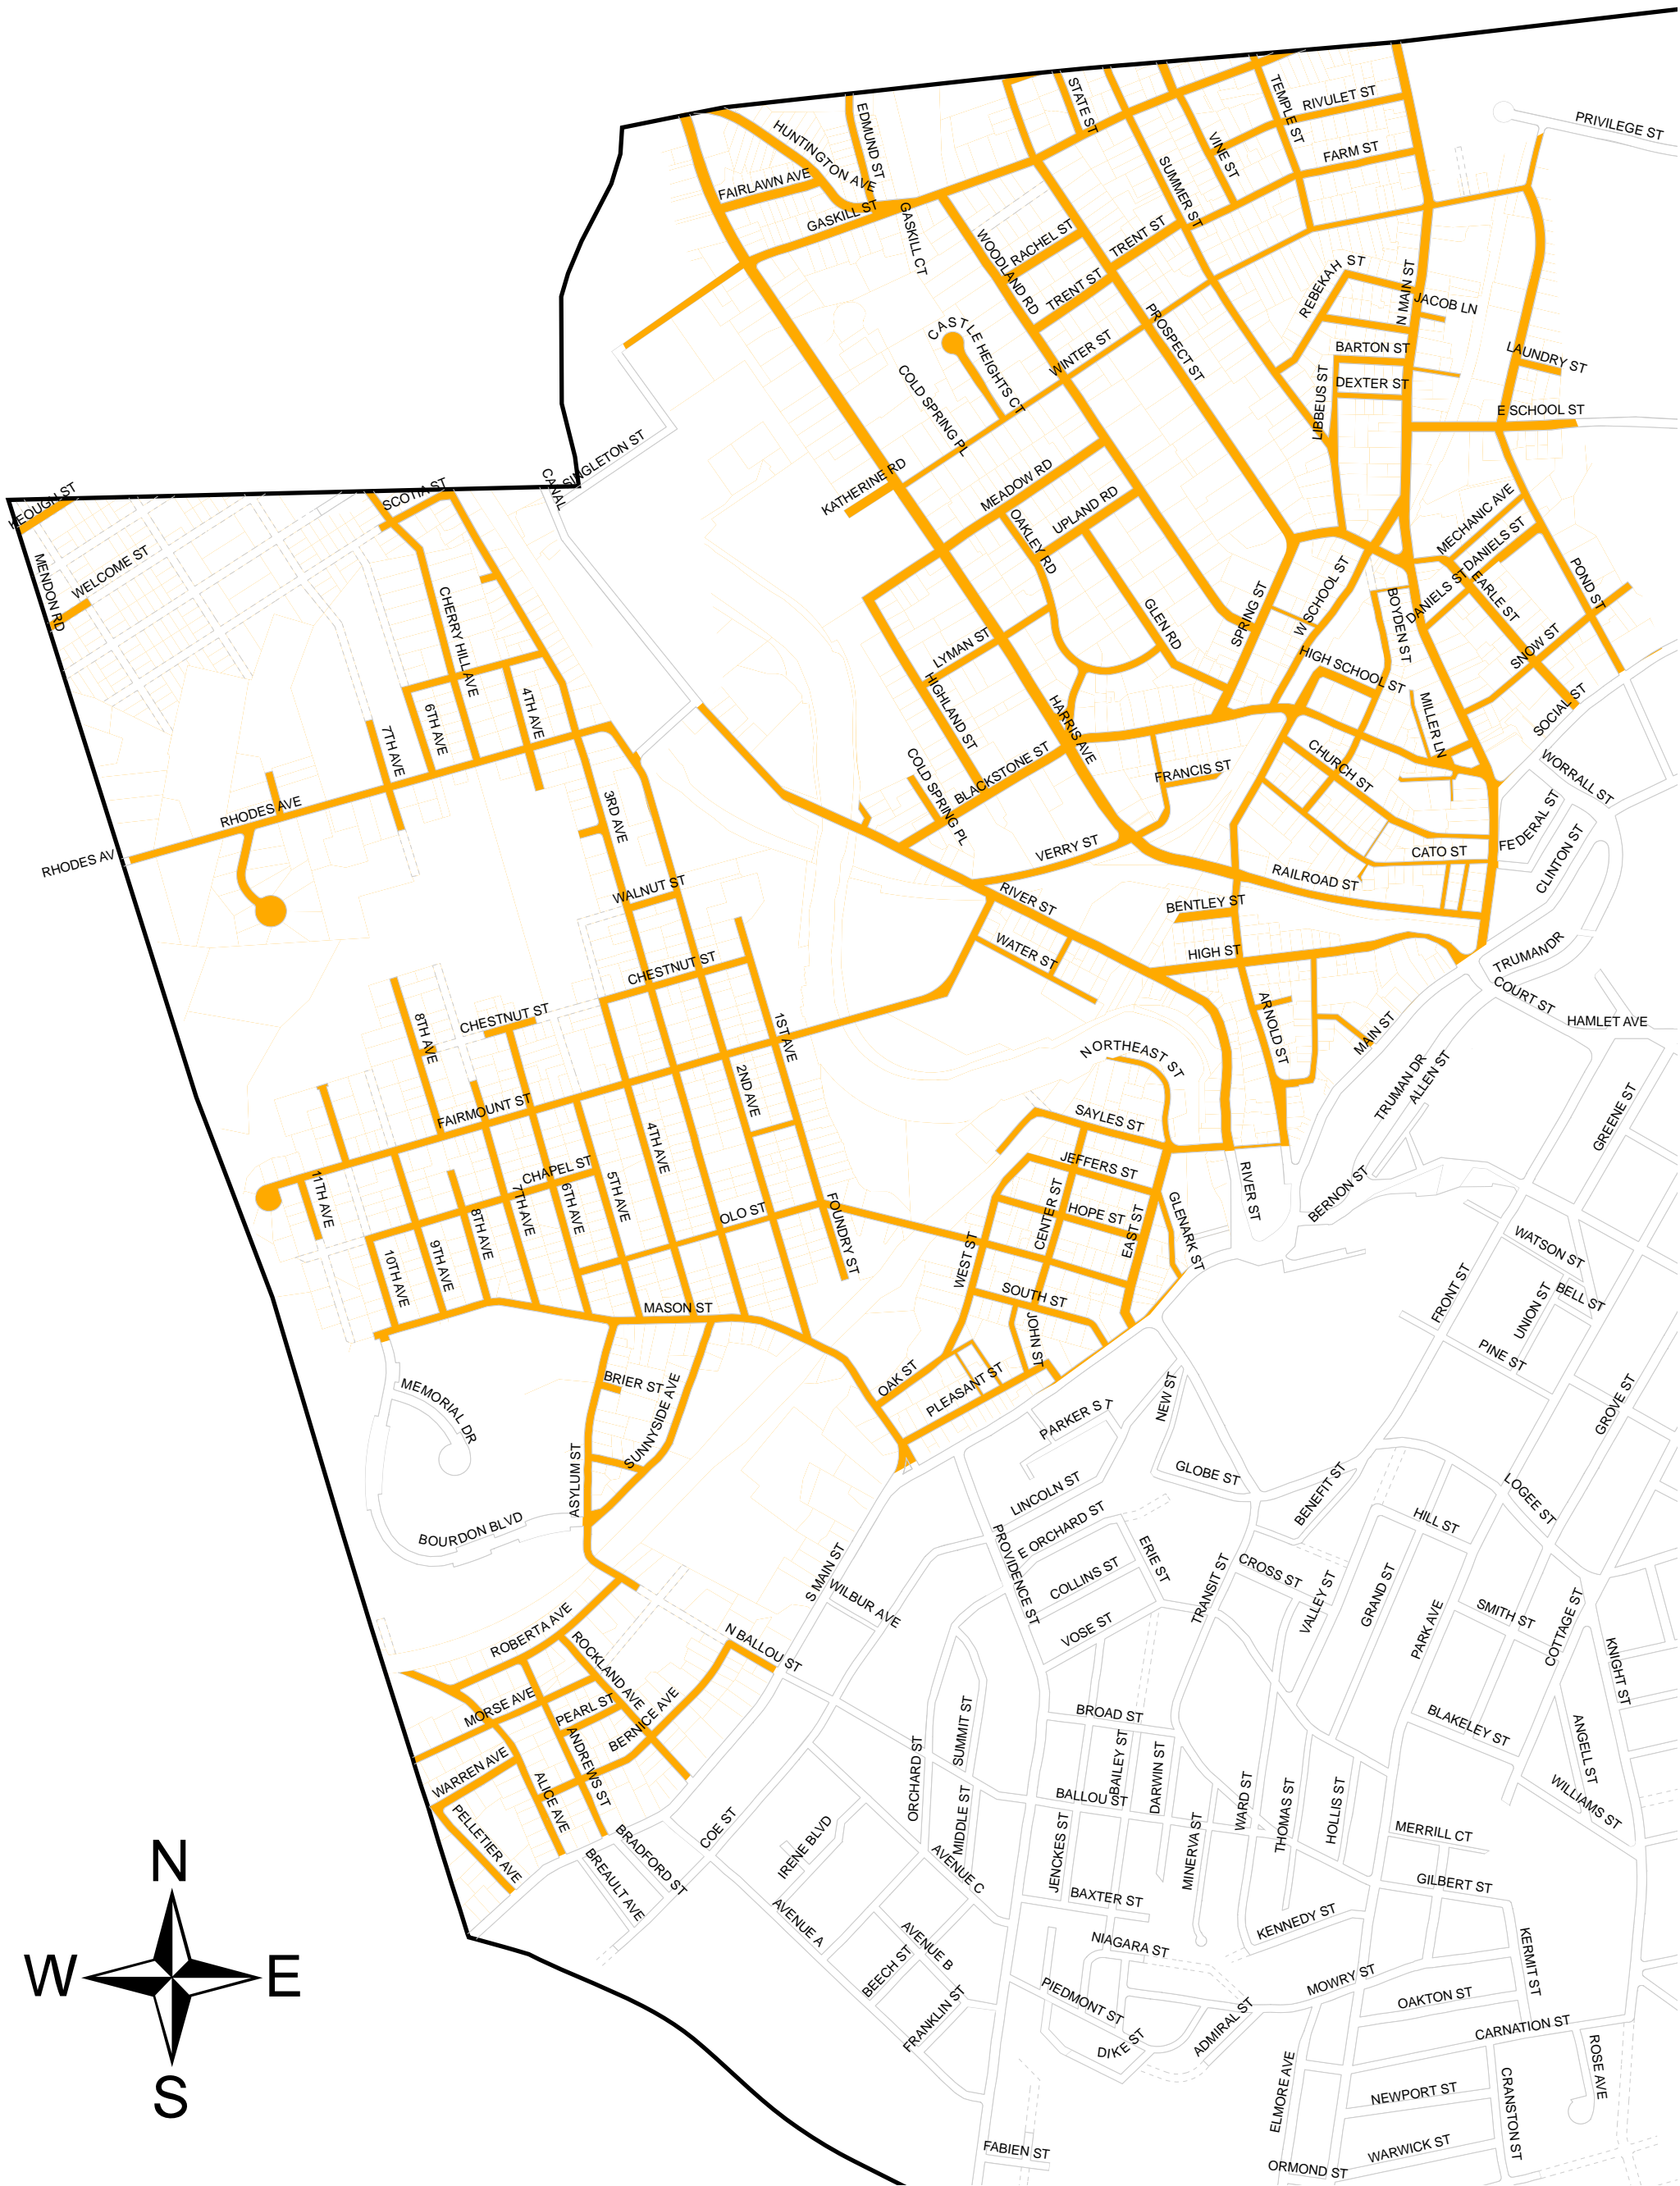 STATE ST
TEMPLE ST
RIVULET ST
PRIVILEGE ST
HUNTINGTON AVE
EDMUND ST
VINE ST
FARM ST
FAIRLAWN AVE
SUMMER ST
GASKILL ST
GASKILL CT
WOODLAND RD
RACHEL ST
TRENT ST
TRENT ST
REBEKAH ST
N MAIN ST
JACOB LN
CASTLE HEIGHTS CT
WINTER ST
PROSPECT ST
BARTON ST
LAUNDRY ST
COLD SPRING PL
LIBBEUS ST
DEXTER ST
E SCHOOL ST
SINGLETON ST
CANAL
KATHERINE RD
MEADOW RD
KEOUGH ST
SCOTIA ST
OAKLEY RD
UPLAND RD
MECHANIC AVE
DANIELS ST
MENDON RD
WELCOME ST
CHERRY HILL AVE
GLEN RD
SPRING ST
W SCHOOL ST
BOYDEN ST
DANIELS ST
EARLE ST
POND ST
LYMAN ST
HIGH SCHOOL ST
SNOW ST
HIGHLAND ST
HARRIS AVE
MILLER LN
SOCIAL ST
4TH AVE
6TH AVE
7TH AVE
COLD SPRING PL
BLACKSTONE ST
FRANCIS ST
CHURCH ST
WORRALL ST
RHODES AVE
3RD AVE
VERRY ST
CATO ST
FEDERAL ST
CLINTON ST
RHODES AV
WALNUT ST
RIVER ST
RAILROAD ST
BENTLEY ST
WATER ST
HIGH ST
TRUMAN DR
CHESTNUT ST
CHESTNUT ST
COURT ST
HAMLET AVE
8TH AVE
1ST AVE
ARNOLD ST
MAIN ST
NORTHEAST ST
TRUMAN DR
ALLEN ST
2ND AVE
GREENE ST
FAIRMOUNT ST
SAYLES ST
4TH AVE
JEFFERS ST
CHAPEL ST
11TH AVE
7TH AVE
6TH AVE
5TH AVE
OLO ST
FOUNDRY ST
CENTER ST
HOPE ST
EAST ST
GLENARK ST
RIVER ST
BERNON ST
8TH AVE
9TH AVE
10TH AVE
WEST ST
WATSON ST
FRONT ST
BELL ST
UNION ST
MASON ST
SOUTH ST
JOHN ST
PINE ST
BRIER ST
OAK ST
PLEASANT ST
MEMORIAL DR
SUNNYSIDE AVE
PARKER ST
NEW ST
GROVE ST
ASYLUM ST
GLOBE ST
LINCOLN ST
BENEFIT ST
LOGEE ST
BOURDON BLVD
PROVIDENCE ST
E ORCHARD ST
HILL ST
ERIE ST
S MAIN ST
WILBUR AVE
COLLINS ST
CROSS ST
TRANSIT ST
VALLEY ST
GRAND ST
SMITH ST
COTTAGE ST
PARK AVE
ROBERTA AVE
ROCKLAND AVE
N BALLOU ST
VOSE ST
KNIGHT ST
MORSE AVE
PEARL ST
BERNICE AVE
SUMMIT ST
BROAD ST
BLAKELEY ST
ANGELL ST
WARREN AVE
ANDREWS ST
ALICE AVE
ORCHARD ST
BAILEY ST
DARWIN ST
WARD ST
THOMAS ST
HOLLIS ST
WILLIAMS ST
PELLETIER AVE
BRADFORD ST
COE ST
IRENE BLVD
MIDDLE ST
BALLOU ST
JENCKES ST
MINERVA ST
MERRILL CT
BREAULT AVE
AVENUE C
GILBERT ST
N
AVENUE A
BAXTER ST
KENNEDY ST
AVENUE B
NIAGARA ST
KERMIT ST
W
E
BEECH ST
MOWRY ST
PIEDMONT ST
OAKTON ST
FRANKLIN ST
ADMIRAL ST
CARNATION ST
DIKE ST
ROSE AVE
S
ELMORE AVE
NEWPORT ST
CRANSTON ST
FABIEN ST
WARWICK ST
ORMOND ST